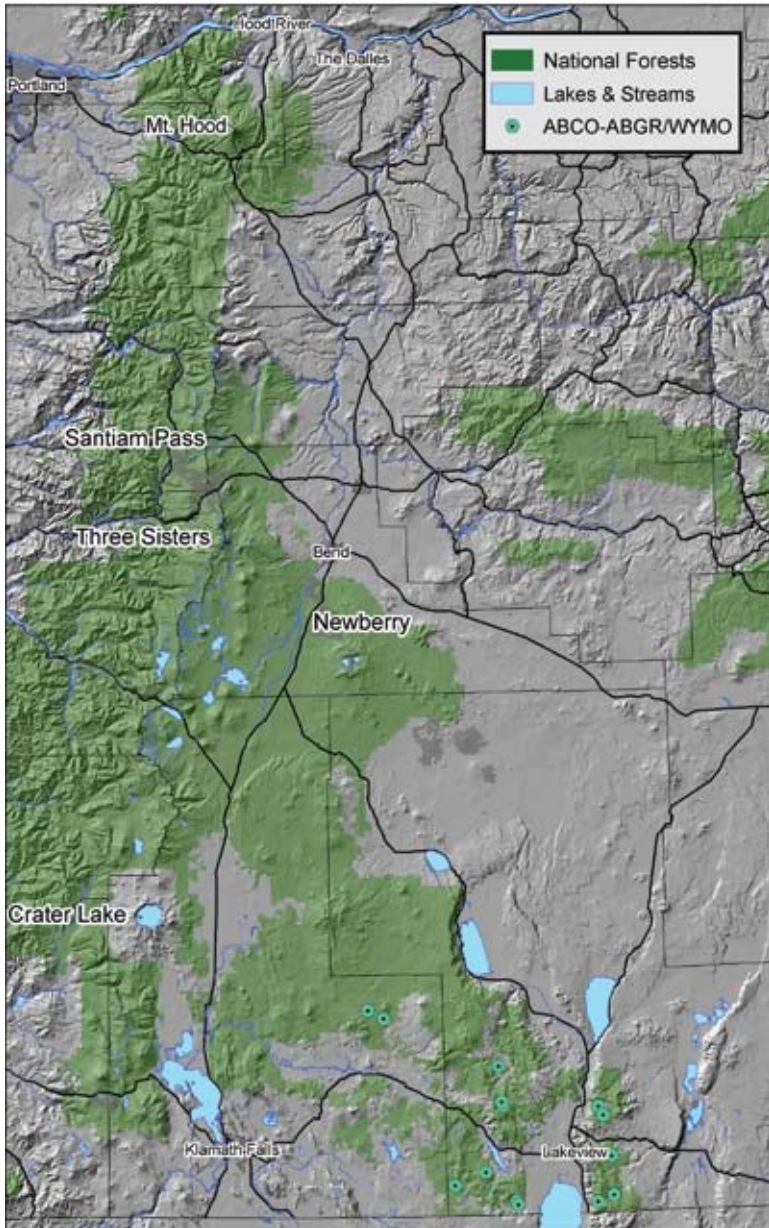 Hood River
The Dalles
Portland
Mt. Hood
National Forests
Lakes & Streams
ABCO-ABGR/WYMO
Santiam Pass
Three Sisters
Bend
Newberry
Crater Lake
Klamath Falls
Lakeview